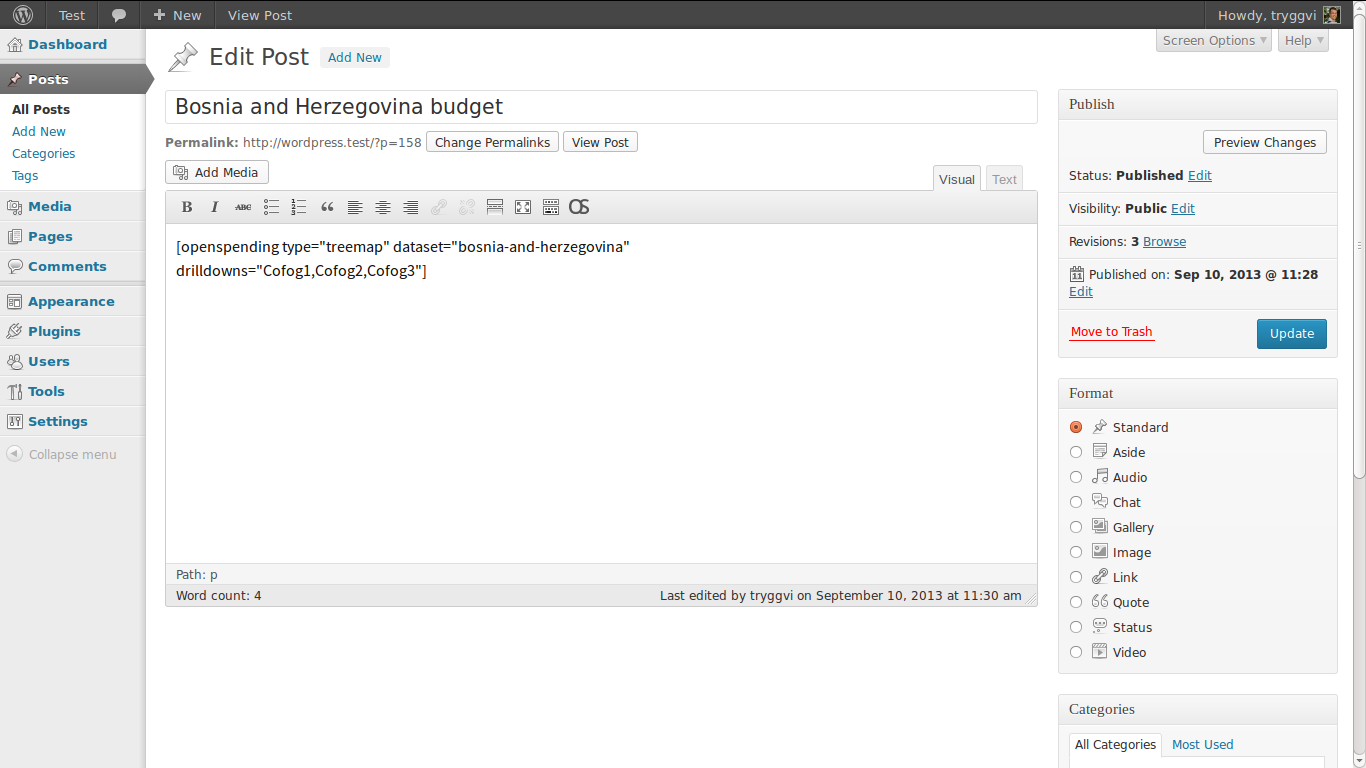 Test
New
View Post
Howdy, tryggvi
Dashboard
Posts
All Posts
Add New
Categories
Tags
Media
Pages
Comments
Appearance
Plugins
Users
Tools
Settings
Collapse menu
Screen Options
Help
Edit Post Add New
Bosnia and Herzegovina budget
Permalink: http://wordpress.test/?p=158 Change Permalinks View Post
Add Media
Visual Text
B I ABC OS
[openspending type="treemap" dataset="bosnia-and-herzegovina"
drilldowns="Cofog1,Cofog2,Cofog3"]
Path: p
Word count: 4 Last edited by tryggvi on September 10, 2013 at 11:30 am
Publish
Preview Changes
Status: Published Edit
Visibility: Public Edit
Revisions: 3 Browse
11 Published on: Sep 10, 2013 @ 11:28
Edit
Move to Trash Update
Format
Standard
Aside
Audio
Chat
Gallery
Image
Link
Quote
Status
Video
Categories
All Categories Most Used